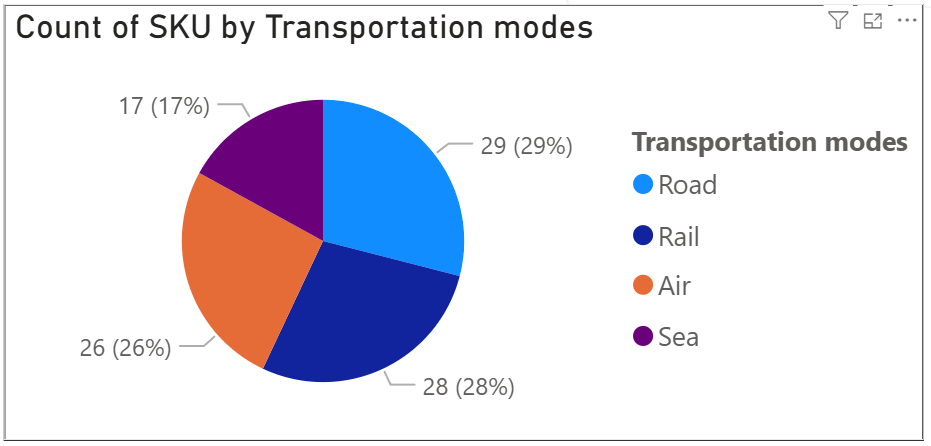 Count of SKU by Transportation modes
17 (17%)
29 (29%)
26 (26%)
28 (28%)
Transportation modes
Road
Rail
Air
Sea